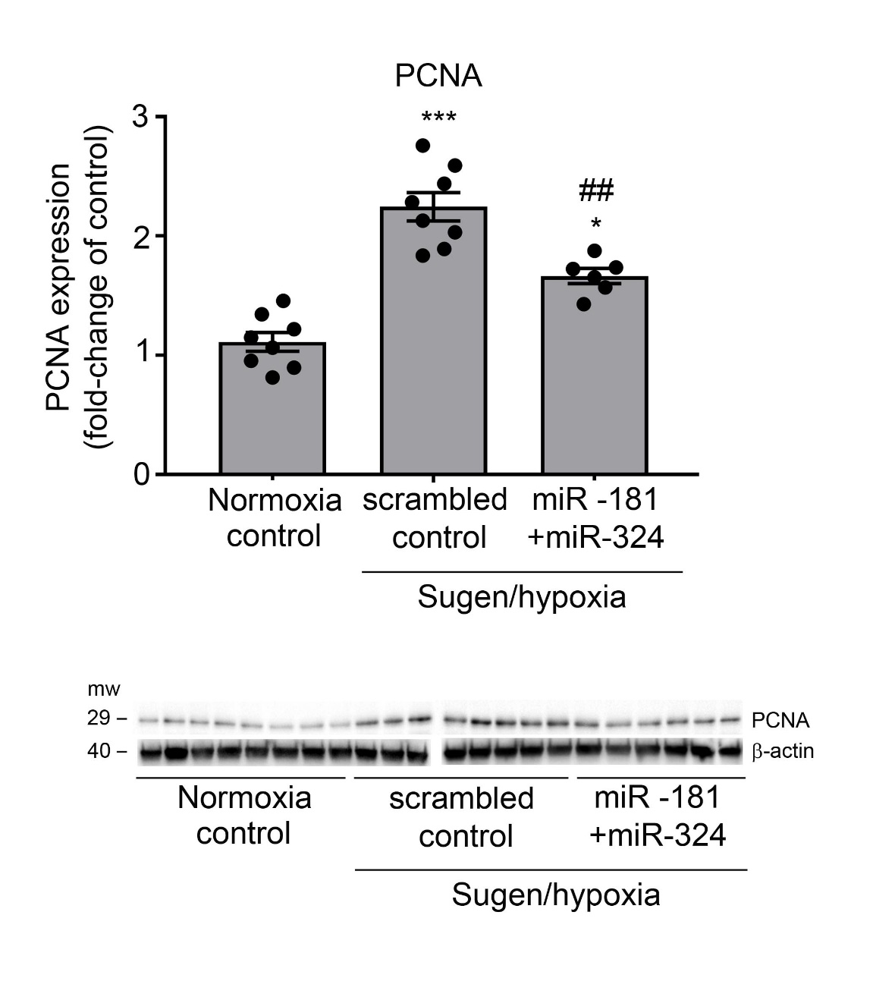 PCNA
***
3
##
*
2
1
0
PCNA expression
(fold-change of control)
Normoxia
control
scrambled
control
miR -181
+miR-324
Sugen/hypoxia
mw
29 –
PCNA
40 –
β-actin
Normoxia
control
scrambled
control
miR -181
+miR-324
Sugen/hypoxia